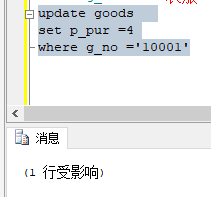 update goods
set p_pur =4
where g_no ='10001'
消息
(1 行受影响)